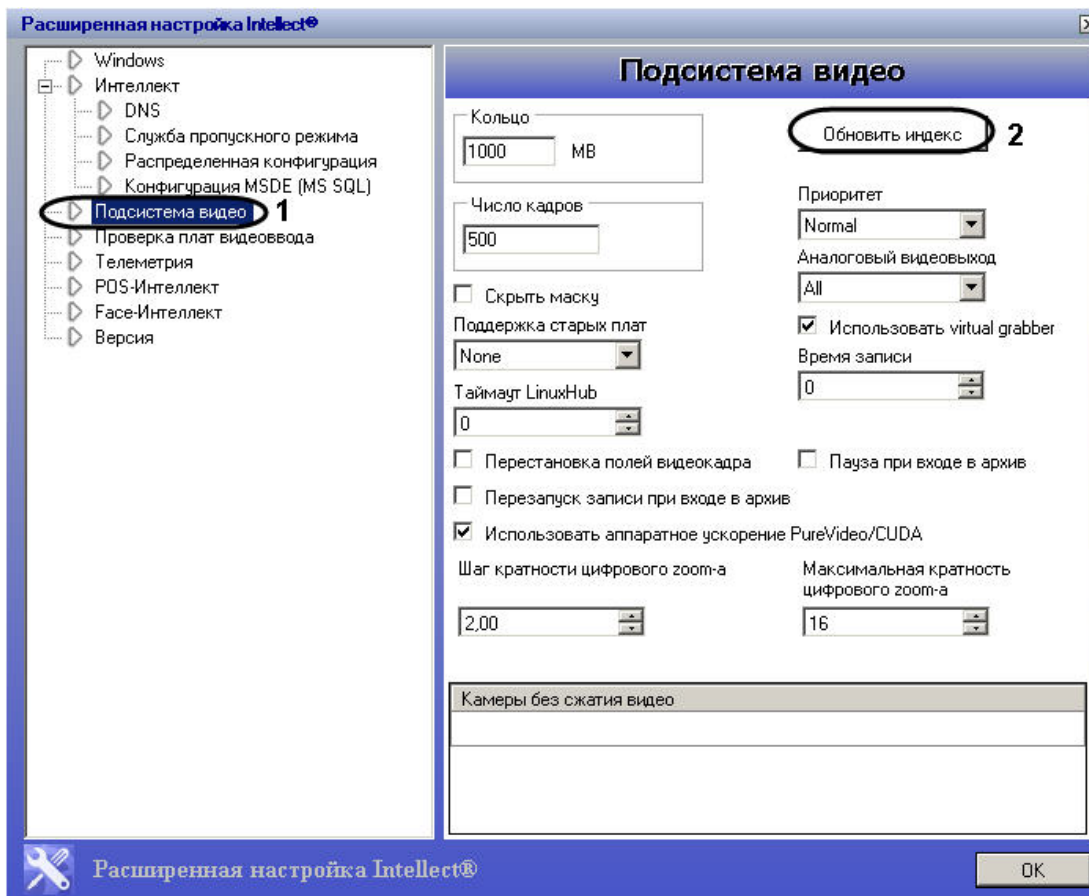 Расширенная настройка Intellect®
Windows
Интеллект
DNS
Служба пропускного режима
Распределенная конфигурация
Конфигурация MSDE (MS SQL)
Подсистема видео 1
Проверка плат видеоввода
Телеметрия
POS-Интеллект
Face-Интеллект
Версия
Подсистема видео
Кольцо
1000 MB
Обновить индекс 2
Число кадров
500
Приоритет
Normal
Аналоговый видеовыход
All
Скрыть маску
Использовать virtual grabber
Поддержка старых плат
None
Время записи
0
Таймаут LinuxHub
0
Перестановка полей видеокадра
Пауза при входе в архив
Перезапуск записи при входе в архив
Использовать аппаратное ускорение PureVideo/CUDA
Шаг кратности цифрового zoom-а
2,00
Максимальная кратность
цифрового zoom-а
16
Камеры без сжатия видео
Расширенная настройка Intellect®
OK